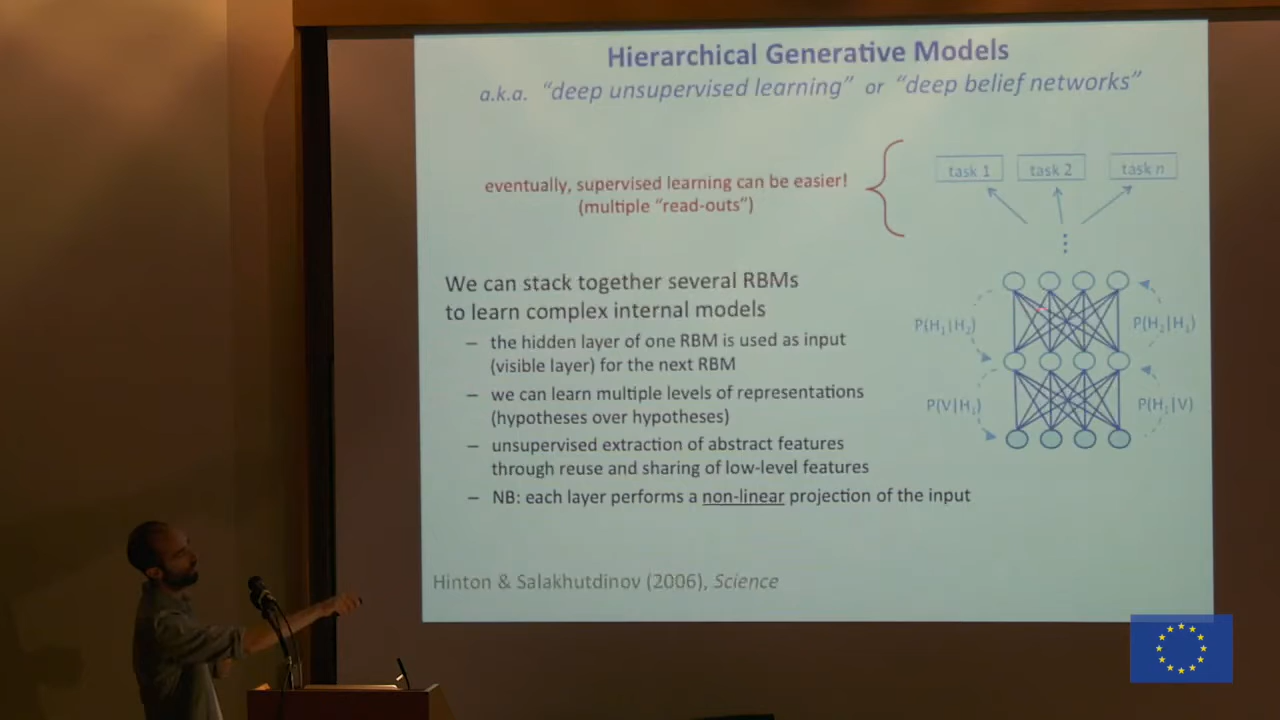 Hierarchical Generative Models
a.k.a. “deep unsupervised learning” or “deep belief networks”
eventually, supervised learning can be easier!
(multiple “read-outs”)
task 1 task 2 task n
We can stack together several RBMs
to learn complex internal models
– the hidden layer of one RBM is used as input
(visible layer) for the next RBM
– we can learn multiple levels of representations
(hypotheses over hypotheses)
– unsupervised extraction of abstract features
through reuse and sharing of low-level features
– NB: each layer performs a non-linear projection of the input
P(H₁|H₂) P(H₂|H₁)
P(V|H₁) P(H₁|V)
Hinton & Salakhutdinov (2006), Science